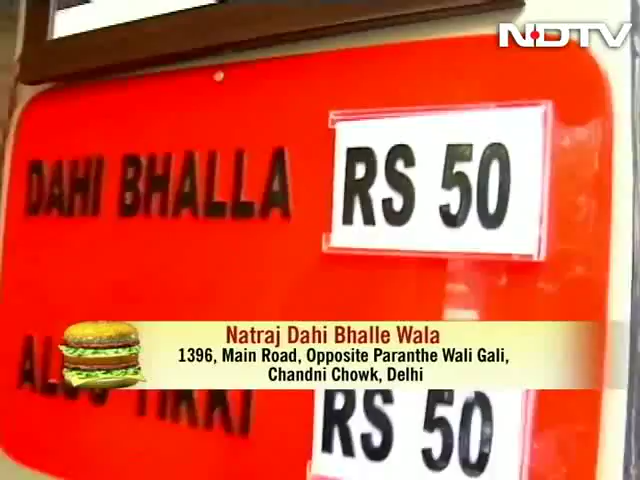 NDTV
DAHI BHALLA RS 50
Natraj Dahi Bhalle Wala
1396, Main Road, Opposite Paranthe Wali Gali,
Chandni Chowk, Delhi
TIKKI RS 50